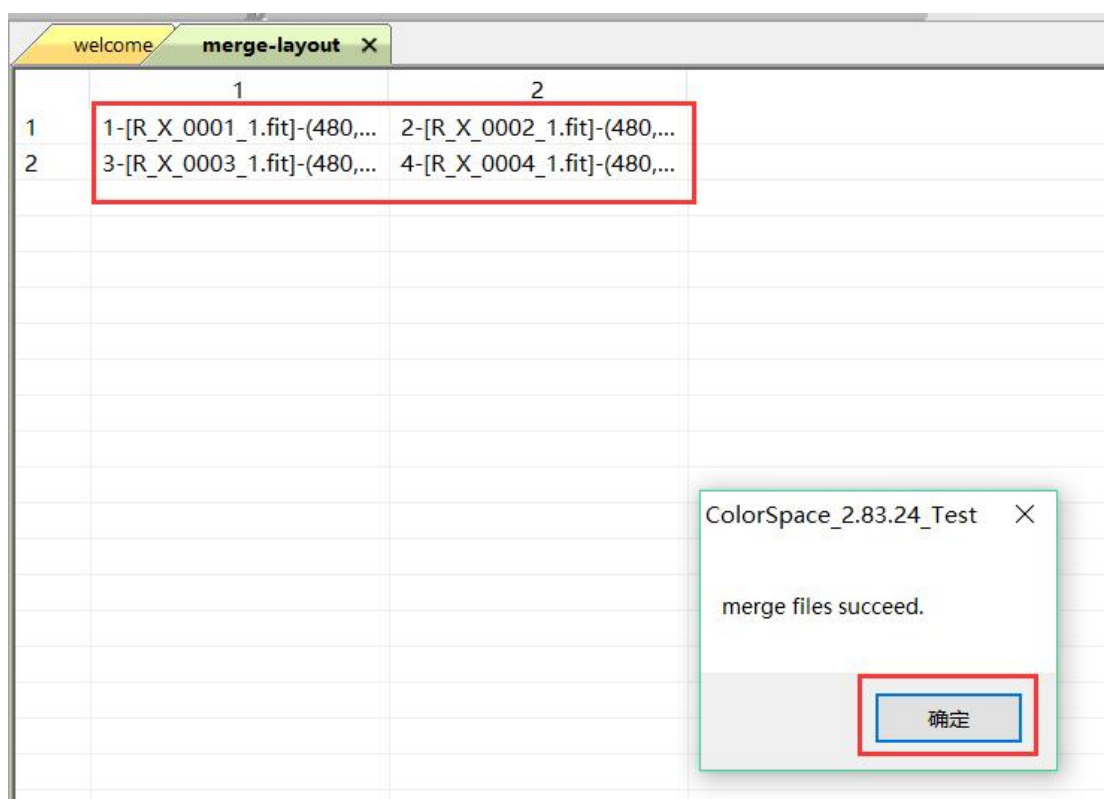 welcome merge-layout
1 2
1 1-[R_X_0001_1.fit]-(480,... 2-[R_X_0002_1.fit]-(480,...
2 3-[R_X_0003_1.fit]-(480,... 4-[R_X_0004_1.fit]-(480,...
ColorSpace_2.83.24_Test
merge files succeed.
确定